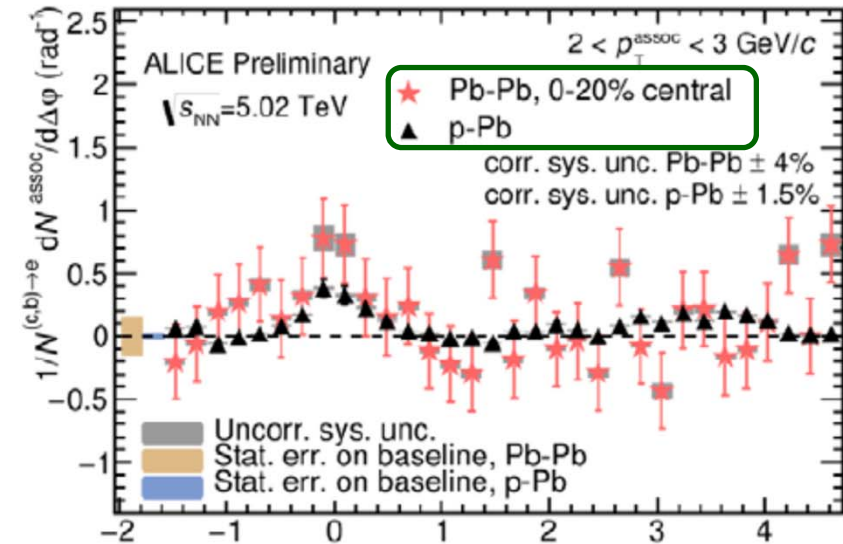 2 < p_T^assoc < 3 GeV/c
ALICE Preliminary
√s_NN=5.02 TeV
Pb-Pb, 0-20% central
p-Pb
corr. sys. unc. Pb-Pb ± 4%
corr. sys. unc. p-Pb ± 1.5%
1/N^(c,b)→e dN^assoc/dΔφ (rad^-1)
2.5
2
1.5
1
0.5
0
−0.5
−1
Uncorr. sys. unc.
Stat. err. on baseline, Pb-Pb
Stat. err. on baseline, p-Pb
−2 −1 0 1 2 3 4